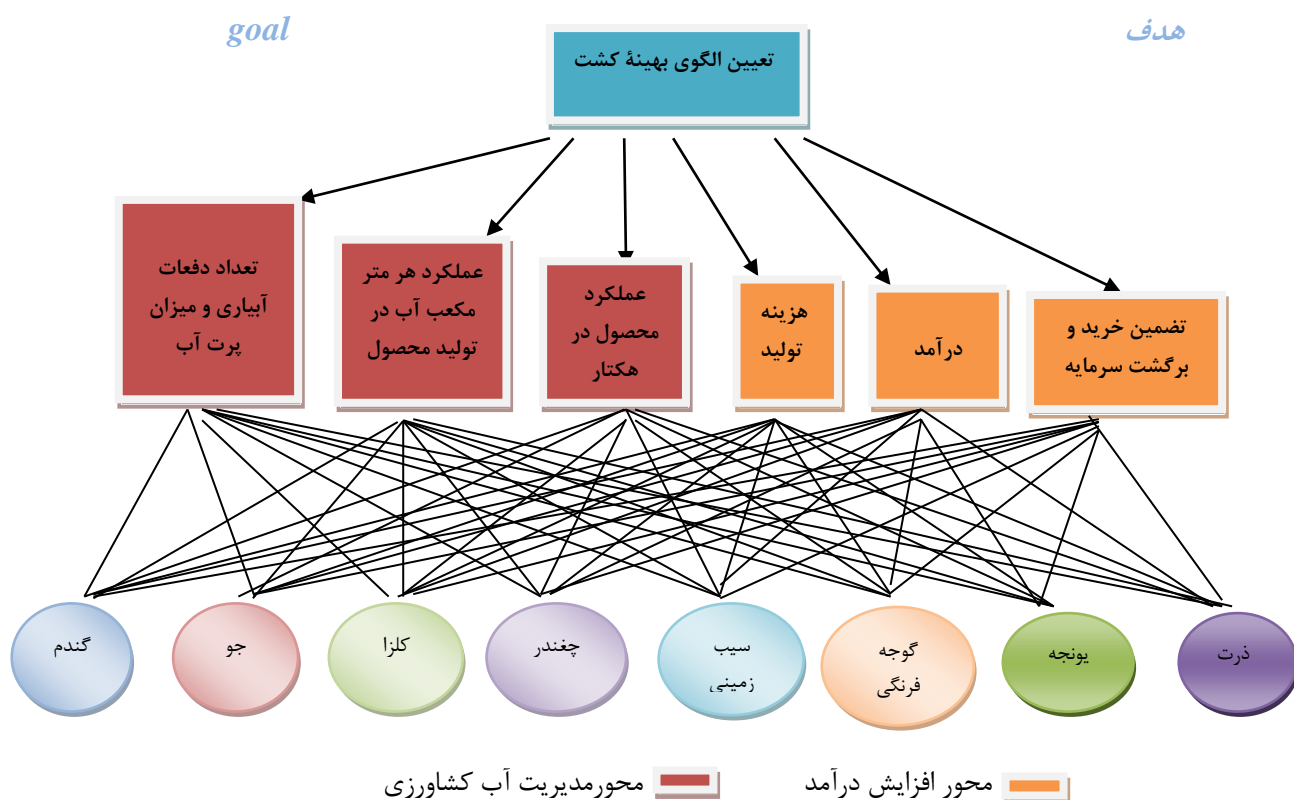 هدف
goal
تعیین الگوی بهینهٔ کشت
تضمین خرید و
برگشت سرمایه
درآمد
هزینه
تولید
عملکرد
محصول در
هکتار
عملکرد هر متر
مکعب آب در
تولید محصول
تعداد دفعات
آبیاری و میزان
پرت آب
ذرت
یونجه
گوجه
فرنگی
سیب
زمینی
چغندر
کلزا
جو
گندم
محور افزایش درآمد
محورمدیریت آب کشاورزی